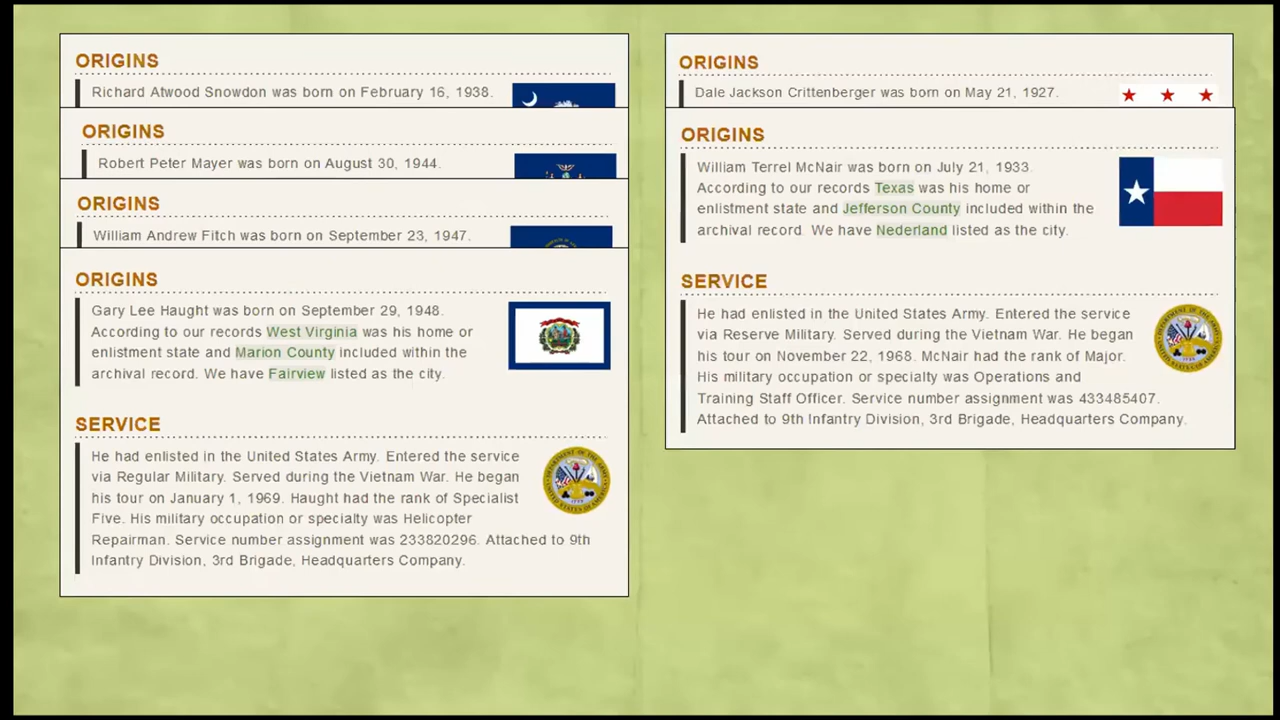 ORIGINS
Richard Atwood Snowdon was born on February 16, 1938.
ORIGINS
Robert Peter Mayer was born on August 30, 1944.
ORIGINS
William Andrew Fitch was born on September 23, 1947.
ORIGINS
Gary Lee Haught was born on September 29, 1948.
According to our records West Virginia was his home or
enlistment state and Marion County included within the
archival record. We have Fairview listed as the city.
SERVICE
He had enlisted in the United States Army. Entered the service
via Regular Military. Served during the Vietnam War. He began
his tour on January 1, 1969. Haught had the rank of Specialist
Five. His military occupation or specialty was Helicopter
Repairman. Service number assignment was 233820296. Attached to 9th
Infantry Division, 3rd Brigade, Headquarters Company.
ORIGINS
Dale Jackson Crittenberger was born on May 21, 1927.
ORIGINS
William Terrel McNair was born on July 21, 1933.
According to our records Texas was his home or
enlistment state and Jefferson County included within the
archival record. We have Nederland listed as the city.
SERVICE
He had enlisted in the United States Army. Entered the service
via Reserve Military. Served during the Vietnam War. He began
his tour on November 22, 1968. McNair had the rank of Major.
His military occupation or specialty was Operations and
Training Staff Officer. Service number assignment was 433485407.
Attached to 9th Infantry Division, 3rd Brigade, Headquarters Company.